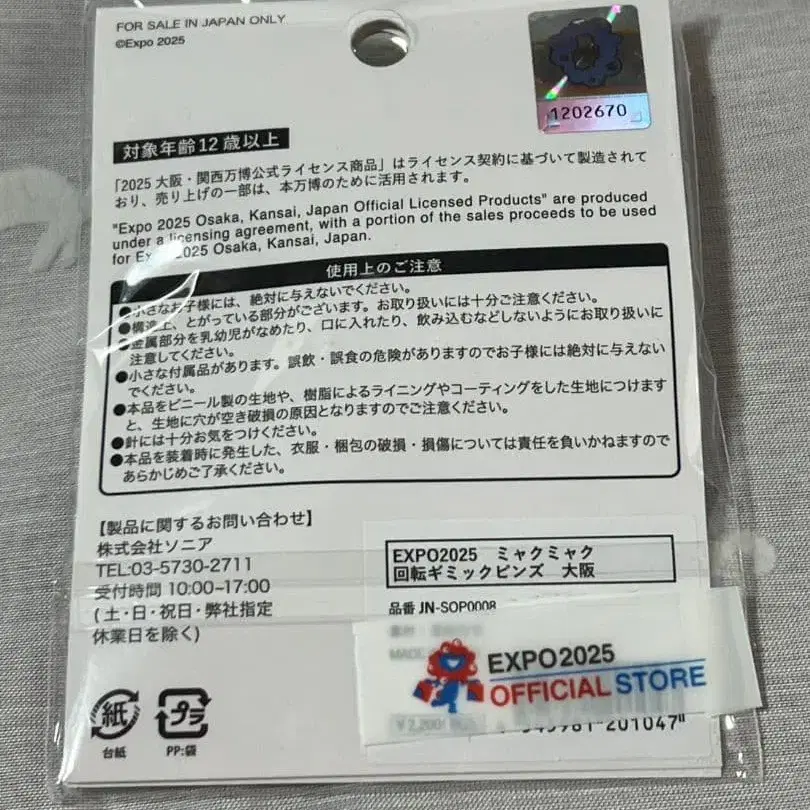 FOR SALE IN JAPAN ONLY
©Expo 2025
1202670
対象年齢12歳以上
「2025 大阪・関西万博公式ライセンス商品」はライセンス契約に基づいて製造されて
おり、売り上げの一部は、本万博のために活用されます。
"Expo 2025 Osaka, Kansai, Japan Official Licensed Products" are produced
under a licensing agreement, with a portion of the sales proceeds to be used
for Expo 2025 Osaka, Kansai, Japan.
使用上のご注意
●小さなお子様には、絶対に与えないでください。
●構造上、とがっている部分がございます。お取り扱いには十分ご注意ください。
●金属部分を乳幼児がなめたり、口に入れたり、飲み込むなどしないようにお取り扱いに
注意してください。
●小さな付属品があります。誤飲・誤食の危険がありますのでお子様には絶対に与えない
でください。
●本品をビニール製の生地や、樹脂によるライニングやコーティングをした生地につけます
と、生地に穴が空き破損の原因となりますのでご注意ください。
●針には十分お気をつけください。
●本品を装着時に発生した、衣服・梱包の破損・損傷については責任を負いかねますので
あらかじめご了承ください。
【製品に関するお問い合わせ】
株式会社ソニア
TEL:03-5730-2711
受付時間 10:00~17:00
(土・日・祝日・弊社指定
休業日を除く)
EXPO2025 ミャクミャク
回転ギミックピンズ 大阪
品番 JN-SOP0008
MADE
EXPO2025
OFFICIAL STORE
¥2,200
201047
紙
台紙
プラ
PP:袋